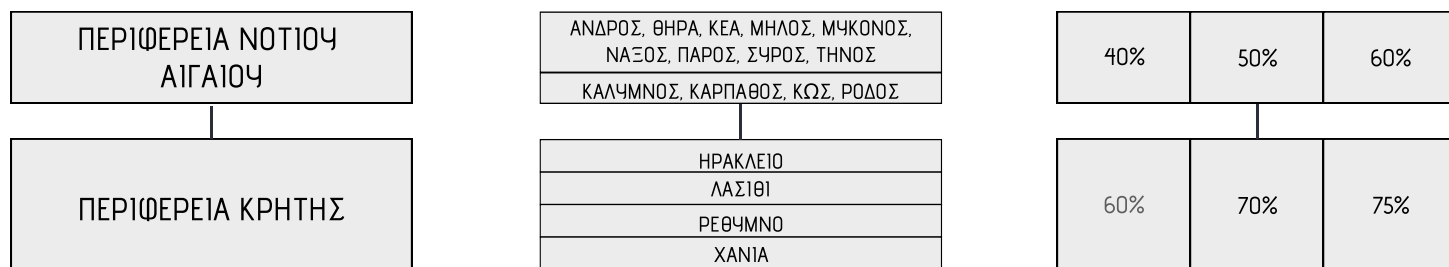 ΠΕΡΙΦΕΡΕΙΑ ΝΟΤΙΟΥ
ΑΙΓΑΙΟΥ
ΑΝΔΡΟΣ, ΘΗΡΑ, ΚΕΑ, ΜΗΛΟΣ, ΜΥΚΟΝΟΣ,
ΝΑΞΟΣ, ΠΑΡΟΣ, ΣΥΡΟΣ, ΤΗΝΟΣ
ΚΑΛΥΜΝΟΣ, ΚΑΡΠΑΘΟΣ, ΚΩΣ, ΡΟΔΟΣ
40%
50%
60%
ΠΕΡΙΦΕΡΕΙΑ ΚΡΗΤΗΣ
ΗΡΑΚΛΕΙΟ
ΛΑΣΙΘΙ
ΡΕΘΥΜΝΟ
ΧΑΝΙΑ
60%
70%
75%